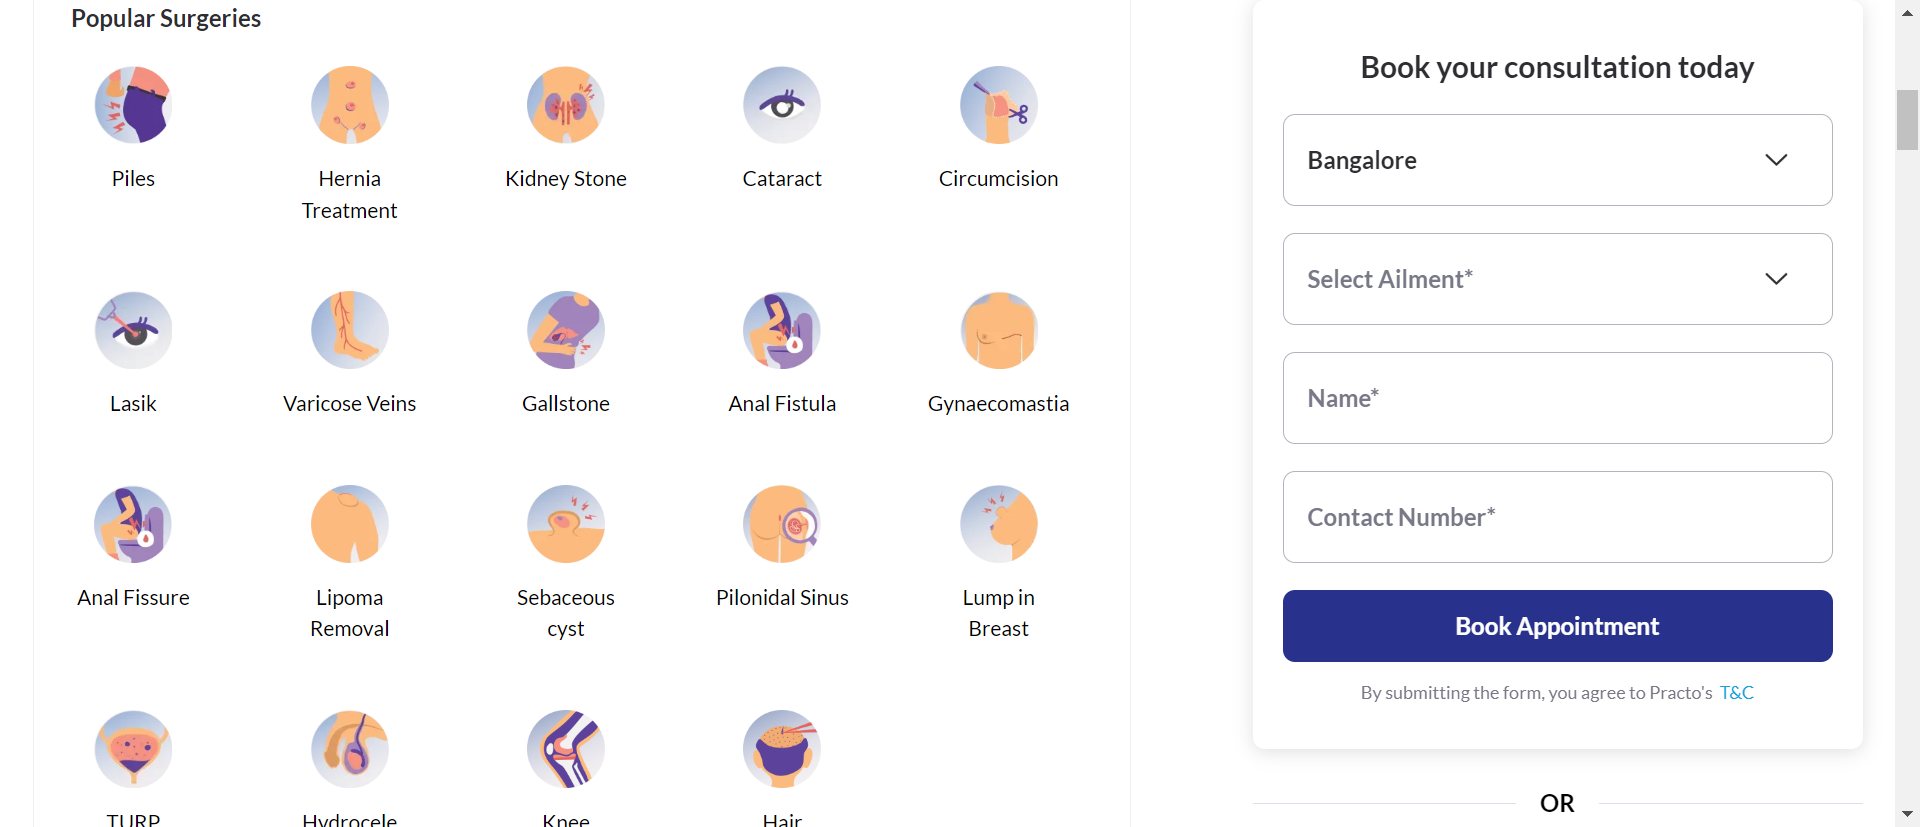 Popular Surgeries
Piles
Hernia
Treatment
Kidney Stone
Cataract
Circumcision
Lasik
Varicose Veins
Gallstone
Anal Fistula
Gynaecomastia
Anal Fissure
Lipoma
Removal
Sebaceous
cyst
Pilonidal Sinus
Lump in
Breast
TURP
Hydrocele
Knee
Hair
Book your consultation today
Bangalore
Select Ailment*
Name*
Contact Number*
Book Appointment
By submitting the form, you agree to Practo's T&C
OR